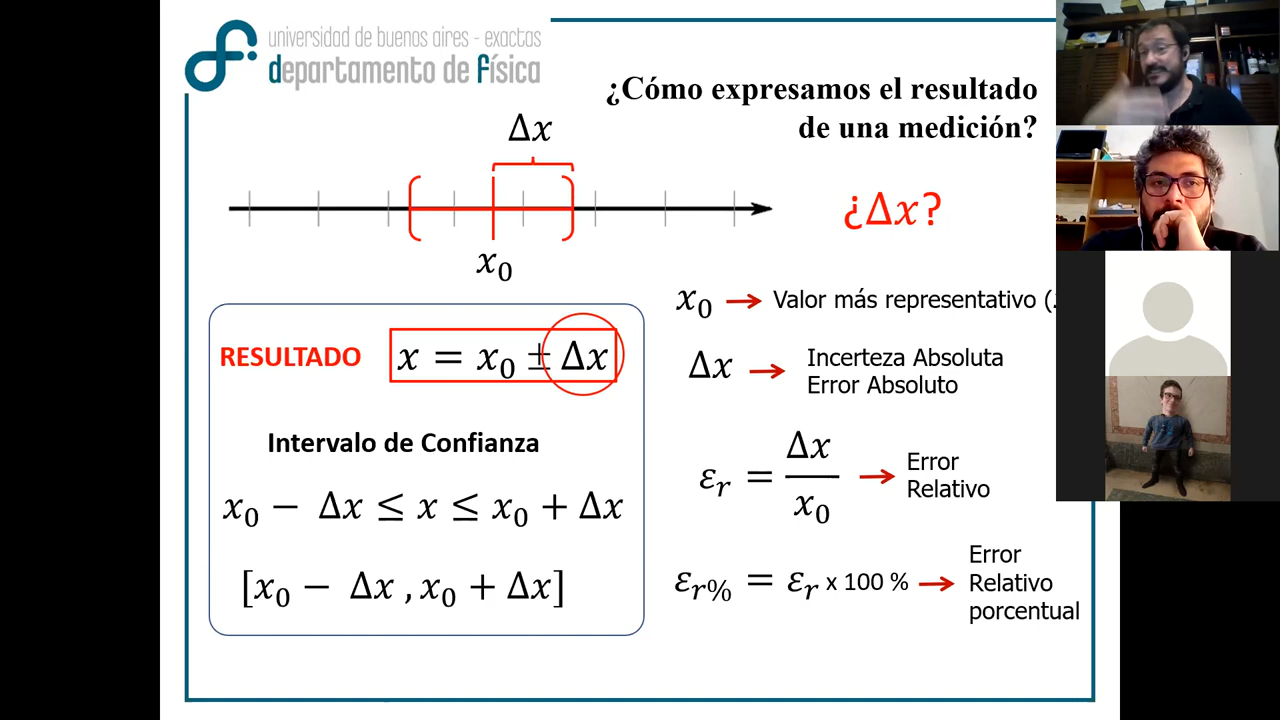 universidad de buenos aires - exactas
departamento de física
¿Cómo expresamos el resultado
de una medición?
Δx
x₀
¿Δx?
RESULTADO x = x₀ ± Δx
Intervalo de Confianza
x₀ − Δx ≤ x ≤ x₀ + Δx
[x₀ − Δx , x₀ + Δx]
x₀ → Valor más representativo (
Δx → Incerteza Absoluta
Error Absoluto
εᵣ = Δx / x₀ → Error
Relativo
εᵣ% = εᵣ x 100 % → Error
Relativo
porcentual